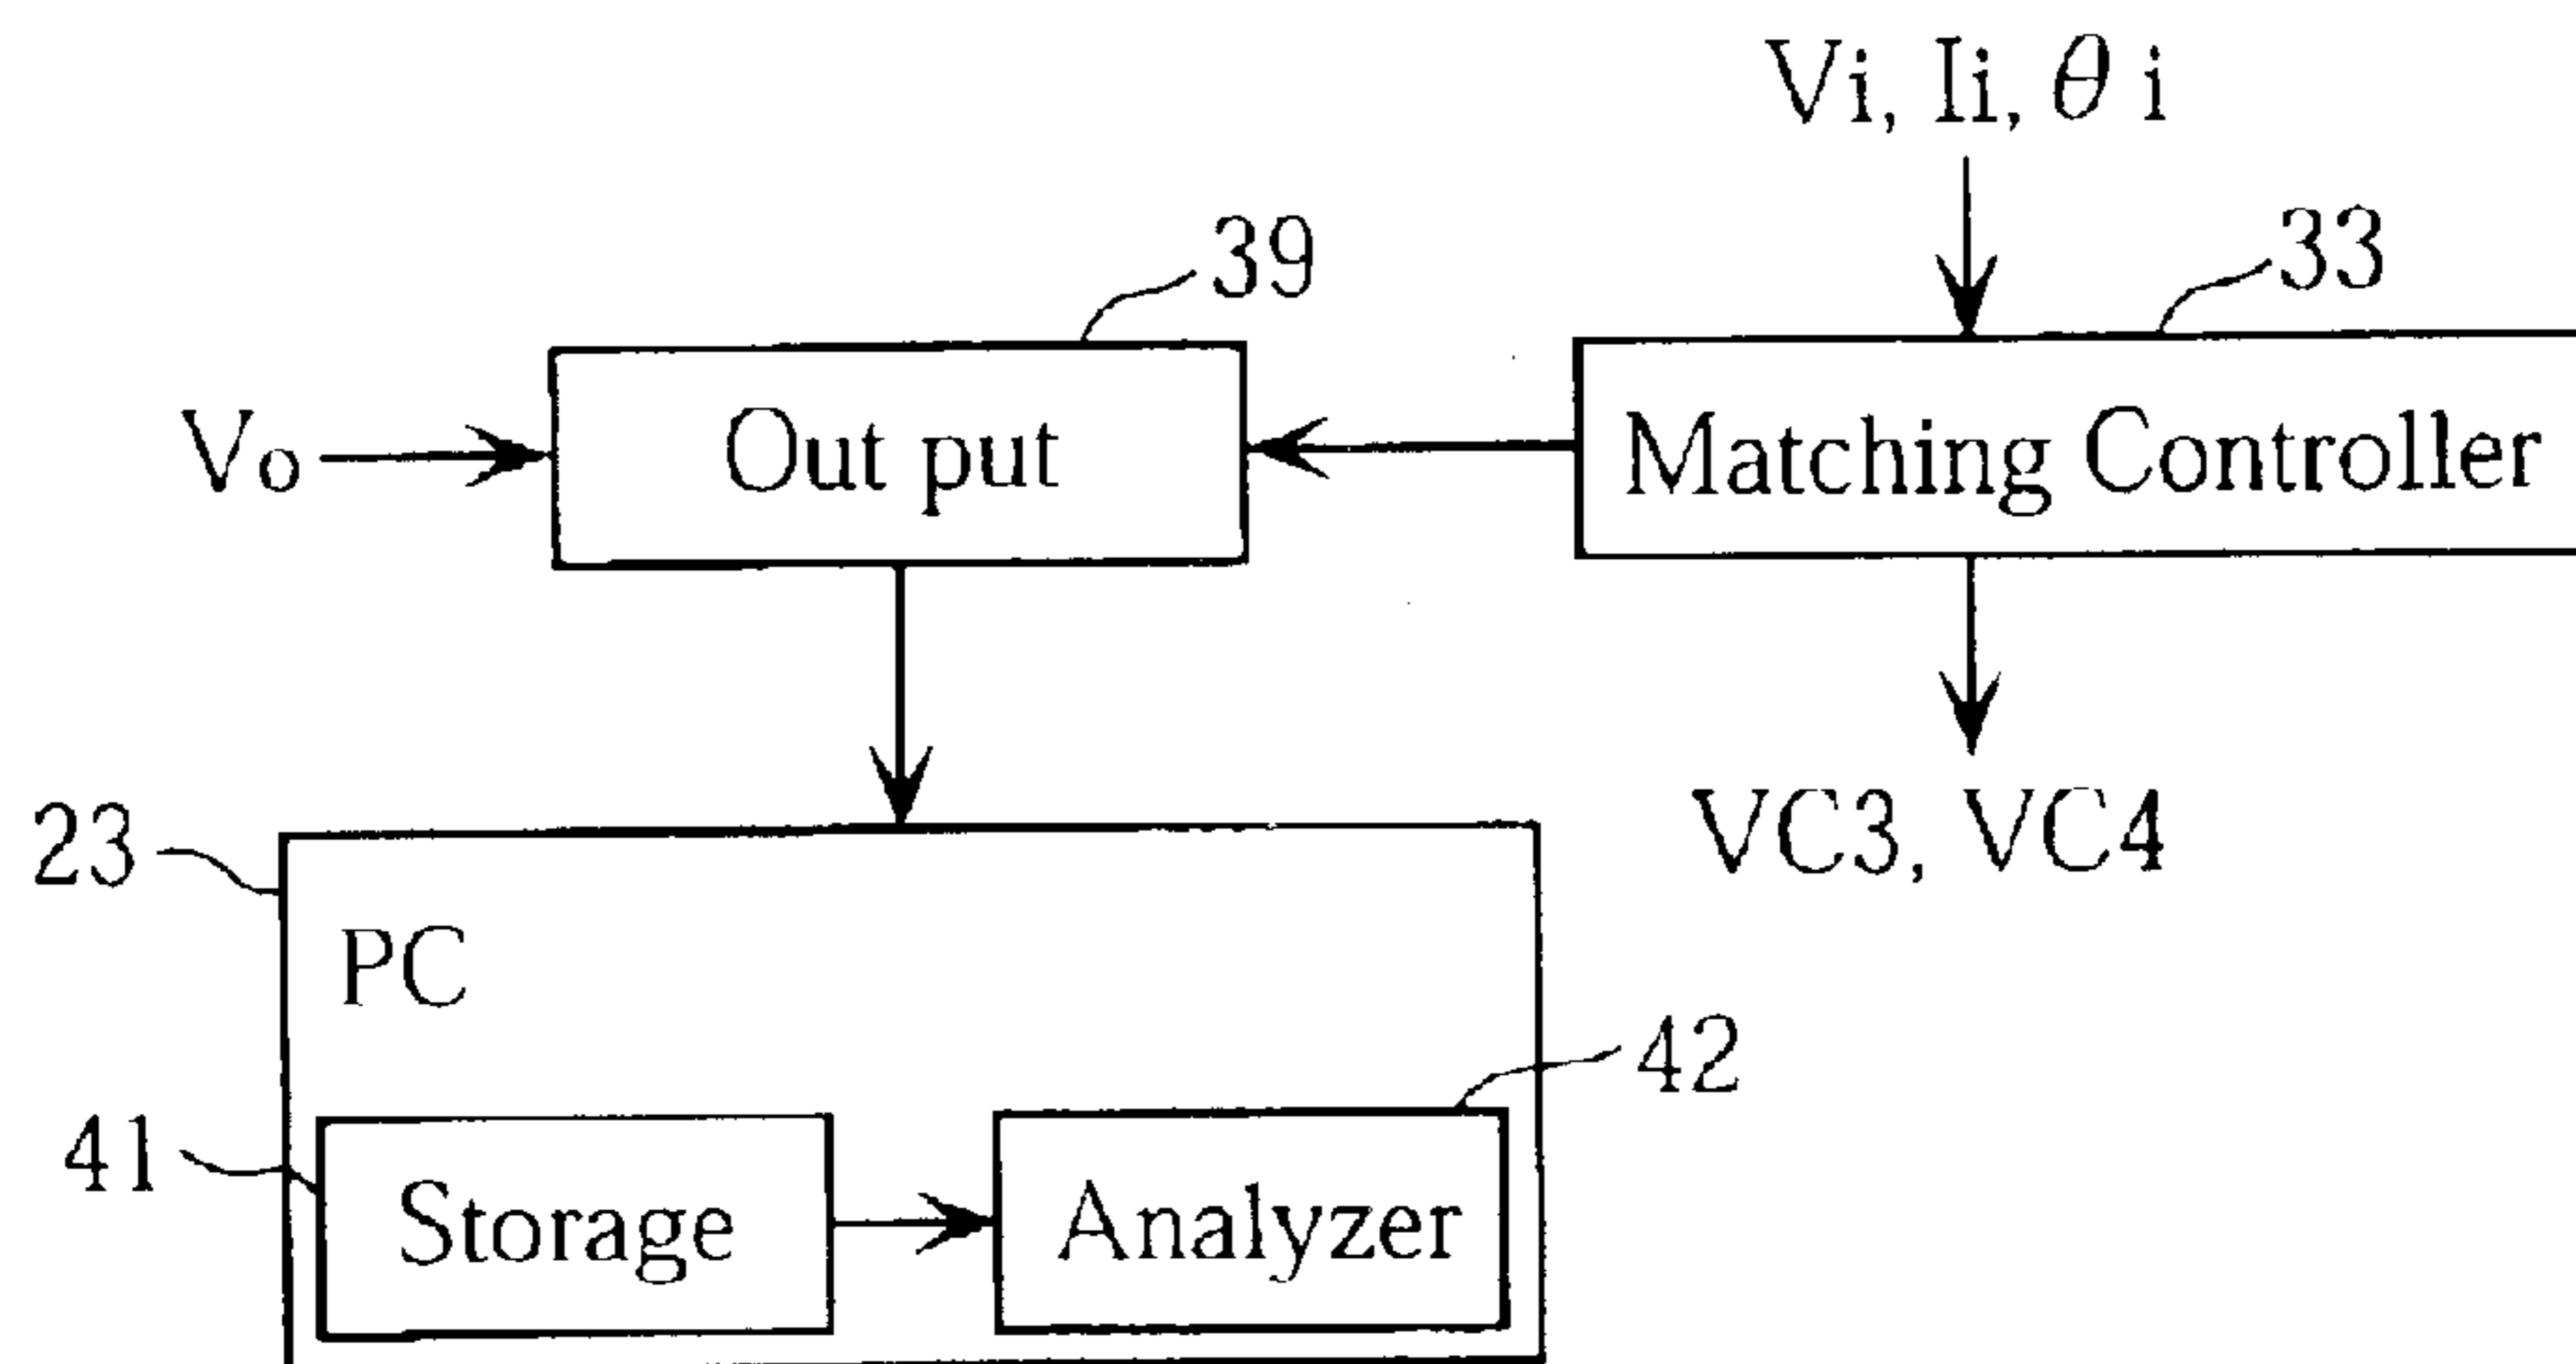 Vi, Ii, θ i
39
33
Vo
Out put
Matching Controller
23
VC3, VC4
PC
42
41
Storage
Analyzer